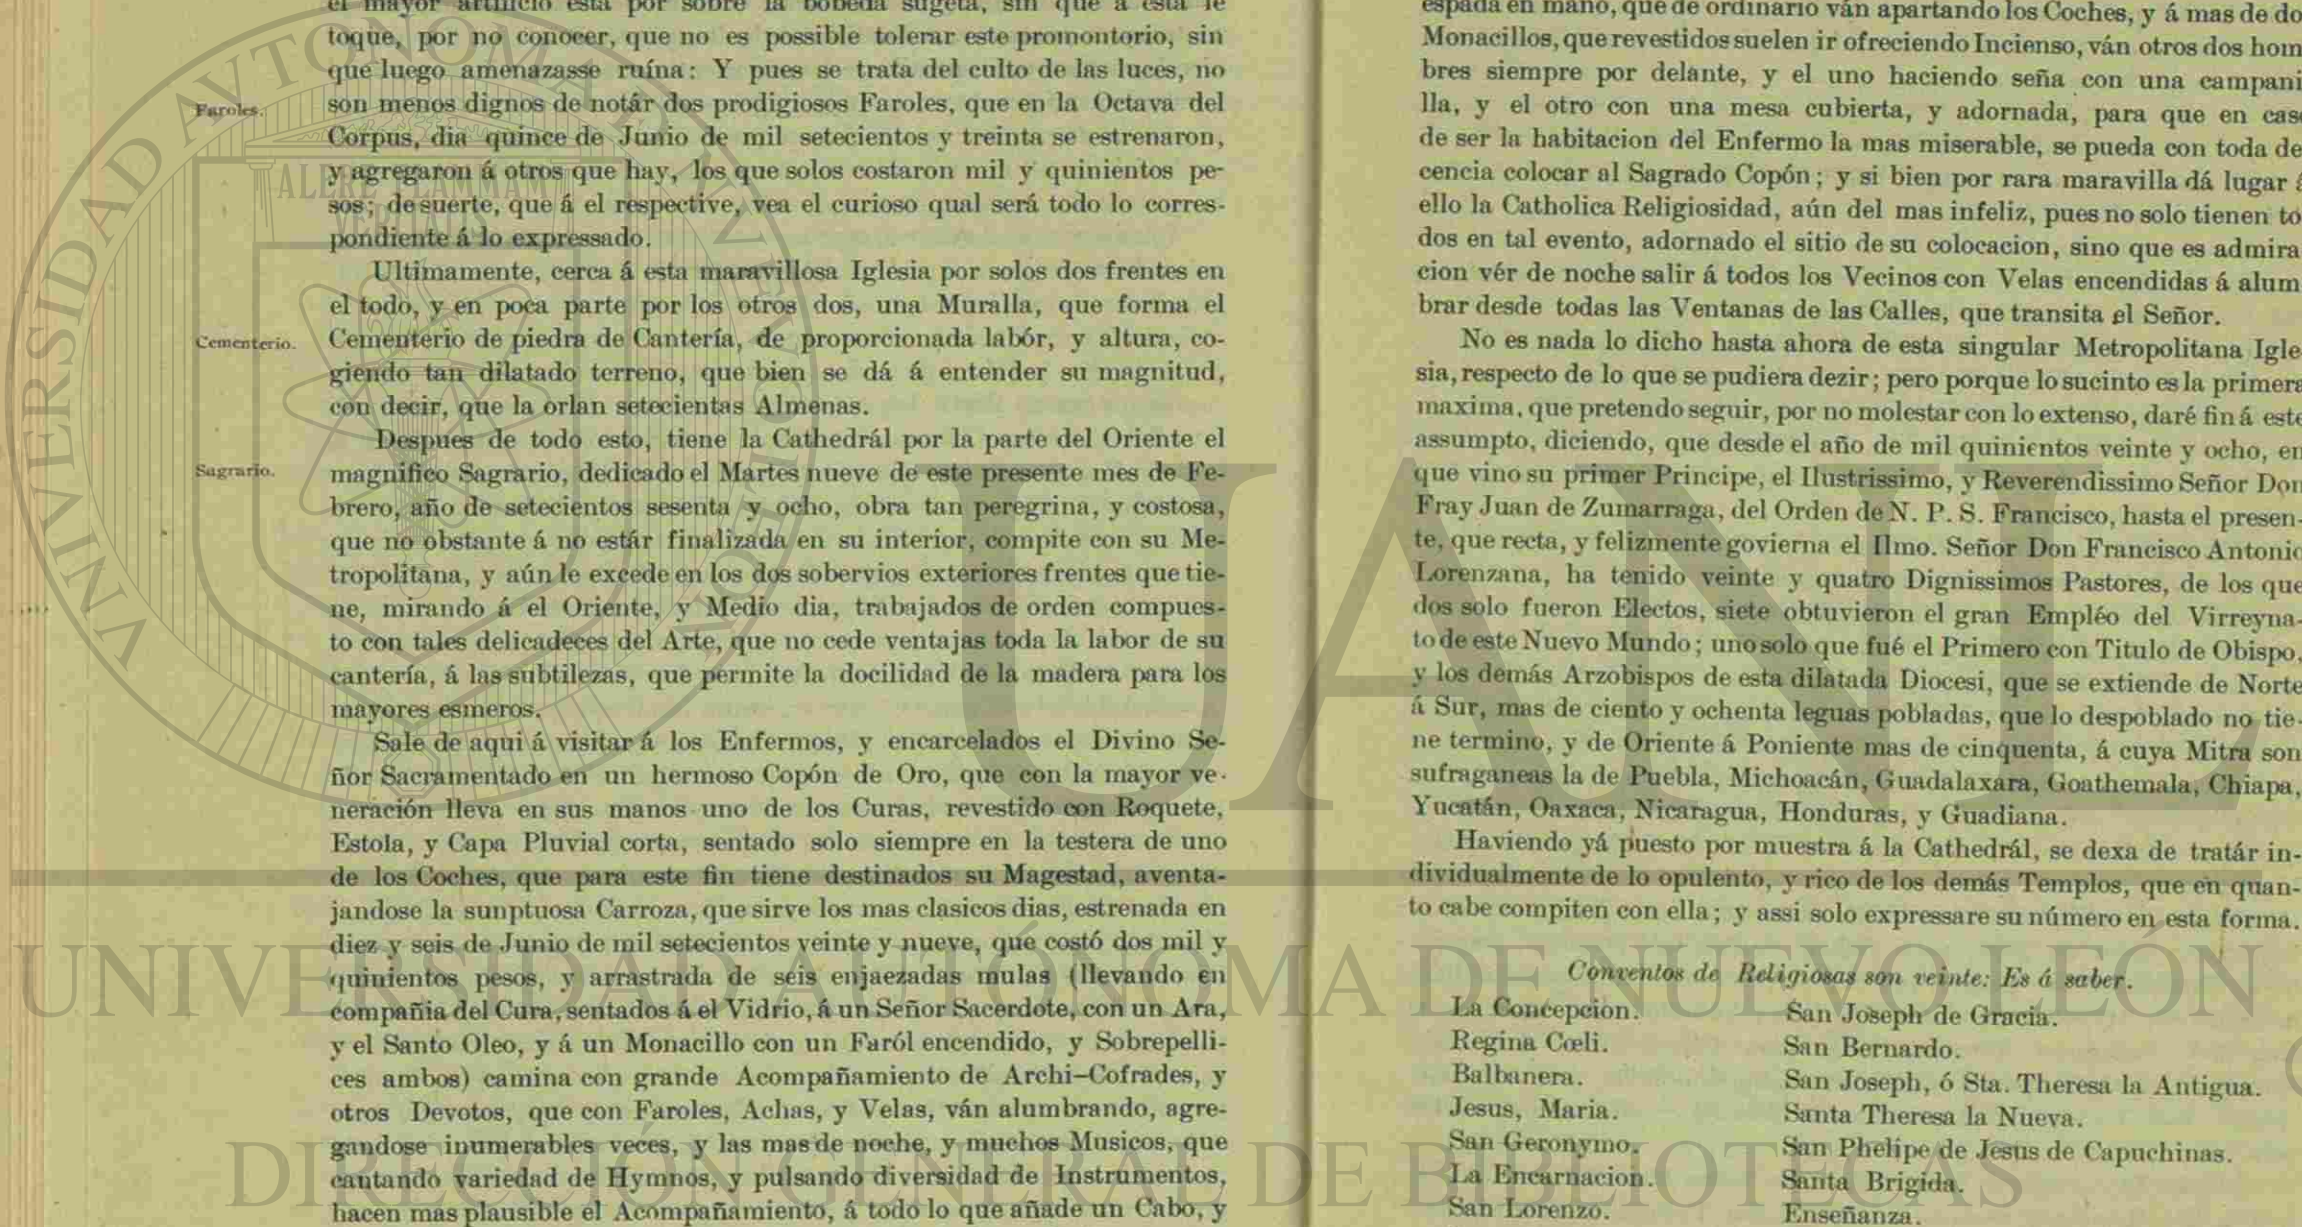 el mayor artificio está por sobre la bobeda sugeta, sin que á esta le
toque, por no conocer, que no es possible tolerar este promontorio, sin
que luego amenazasse ruína: Y pues se trata del culto de las luces, no
Faroles.
son menos dignos de notár dos prodigiosos Faroles, que en la Octava del
Corpus, dia quince de Junio de mil setecientos y treinta se estrenaron,
y agregaron á otros que hay, los que solos costaron mil y quinientos pe-
sos; de suerte, que á el respective, vea el curioso qual será todo lo corres-
pondiente á lo expressado.
Ultimamente, cerca á esta maravillosa Iglesia por solos dos frentes en
el todo, y en poca parte por los otros dos, una Muralla, que forma el
Cementerio.
Cementerio de piedra de Cantería, de proporcionada labór, y altura, co-
giendo tan dilatado terreno, que bien se dá á entender su magnitud,
con decir, que la orlan setecientas Almenas.
Despues de todo esto, tiene la Cathedrál por la parte del Oriente el
Sagrario.
magnifico Sagrario, dedicado el Martes nueve de este presente mes de Fe-
brero, año de setecientos sesenta y ocho, obra tan peregrina, y costosa,
que no obstante á no estár finalizada en su interior, compite con su Me-
tropolitana, y aún le excede en los dos sobervios exteriores frentes que tie-
ne, mirando á el Oriente, y Medio dia, trabajados de orden compues-
to con tales delicadeces del Arte, que no cede ventajas toda la labor de su
cantería, á las subtilezas, que permite la docilidad de la madera para los
mayores esmeros.
Sale de aqui á visitar á los Enfermos, y encarcelados el Divino Se-
ñor Sacramentado en un hermoso Copón de Oro, que con la mayor ve-
neración lleva en sus manos uno de los Curas, revestido con Roquete,
Estola, y Capa Pluvial corta, sentado solo siempre en la testera de uno
de los Coches, que para este fin tiene destinados su Magestad, aventa-
jandose la sunptuosa Carroza, que sirve los mas clasicos dias, estrenada en
diez y seis de Junio de mil setecientos veinte y nueve, que costó dos mil y
quinientos pesos, y arrastrada de seis enjaezadas mulas (llevando en
compañia del Cura, sentados á el Vidrio, á un Señor Sacerdote, con un Ara,
y el Santo Oleo, y á un Monacillo con un Faról encendido, y Sobrepelli-
ces ambos) camina con grande Acompañamiento de Archi-Cofrades, y
otros Devotos, que con Faroles, Achas, y Velas, ván alumbrando, agre-
gandose inumerables veces, y las mas de noche, y muchos Musicos, que
cantando variedad de Hymnos, y pulsando diversidad de Instrumentos,
hacen mas plausible el Acompañamiento, á todo lo que añade un Cabo, y
espada en mano, que de ordinario ván apartando los Coches, y á mas de do
Monacillos, que revestidos suelen ir ofreciendo Incienso, ván otros dos hom
bres siempre por delante, y el uno haciendo seña con una campani
lla, y el otro con una mesa cubierta, y adornada, para que en cas
de ser la habitacion del Enfermo la mas miserable, se pueda con toda de
cencia colocar al Sagrado Copón; y si bien por rara maravilla dá lugar á
ello la Catholica Religiosidad, aún del mas infeliz, pues no solo tienen to
dos en tal evento, adornado el sitio de su colocacion, sino que es admira
cion vér de noche salir á todos los Vecinos con Velas encendidas á alum
brar desde todas las Ventanas de las Calles, que transita el Señor.
No es nada lo dicho hasta ahora de esta singular Metropolitana Igle
sia, respecto de lo que se pudiera dezir; pero porque lo sucinto es la primera
maxima, que pretendo seguir, por no molestar con lo extenso, daré fin á este
assumpto, diciendo, que desde el año de mil quinientos veinte y ocho, en
que vino su primer Principe, el Ilustrissimo, y Reverendissimo Señor Don
Fray Juan de Zumarraga, del Orden de N. P. S. Francisco, hasta el presen-
te, que recta, y felizmente govierna el Ilmo. Señor Don Francisco Antonio
Lorenzana, ha tenido veinte y quatro Dignissimos Pastores, de los que
dos solo fueron Electos, siete obtuvieron el gran Empléo del Virreyna-
to de este Nuevo Mundo; uno solo que fué el Primero con Titulo de Obispo,
y los demás Arzobispos de esta dilatada Diocesi, que se extiende de Norte
á Sur, mas de ciento y ochenta leguas pobladas, que lo despoblado no tie-
ne termino, y de Oriente á Poniente mas de cinquenta, á cuya Mitra son
sufraganeas la de Puebla, Michoacán, Guadalaxara, Goathemala, Chiapa,
Yucatán, Oaxaca, Nicaragua, Honduras, y Guadiana.
Haviendo yá puesto por muestra á la Cathedrál, se dexa de tratár in-
dividualmente de lo opulento, y rico de los demás Templos, que en quan-
to cabe compiten con ella; y assi solo expressare su número en esta forma.
Conventos de Religiosas son veinte: Es á saber.
La Concepcion.
Regina Cœli.
Balbanera.
Jesus, Maria.
San Geronymo.
La Encarnacion.
San Lorenzo.
San Joseph de Gracia.
San Bernardo.
San Joseph, ó Sta. Theresa la Antigua.
Santa Theresa la Nueva.
San Phelipe de Jesus de Capuchinas.
Santa Brigida.
Enseñanza.
UANL
UNIVERSIDAD AUTÓNOMA DE NUEVO LEÓN
DIRECCIÓN GENERAL DE BIBLIOTECAS